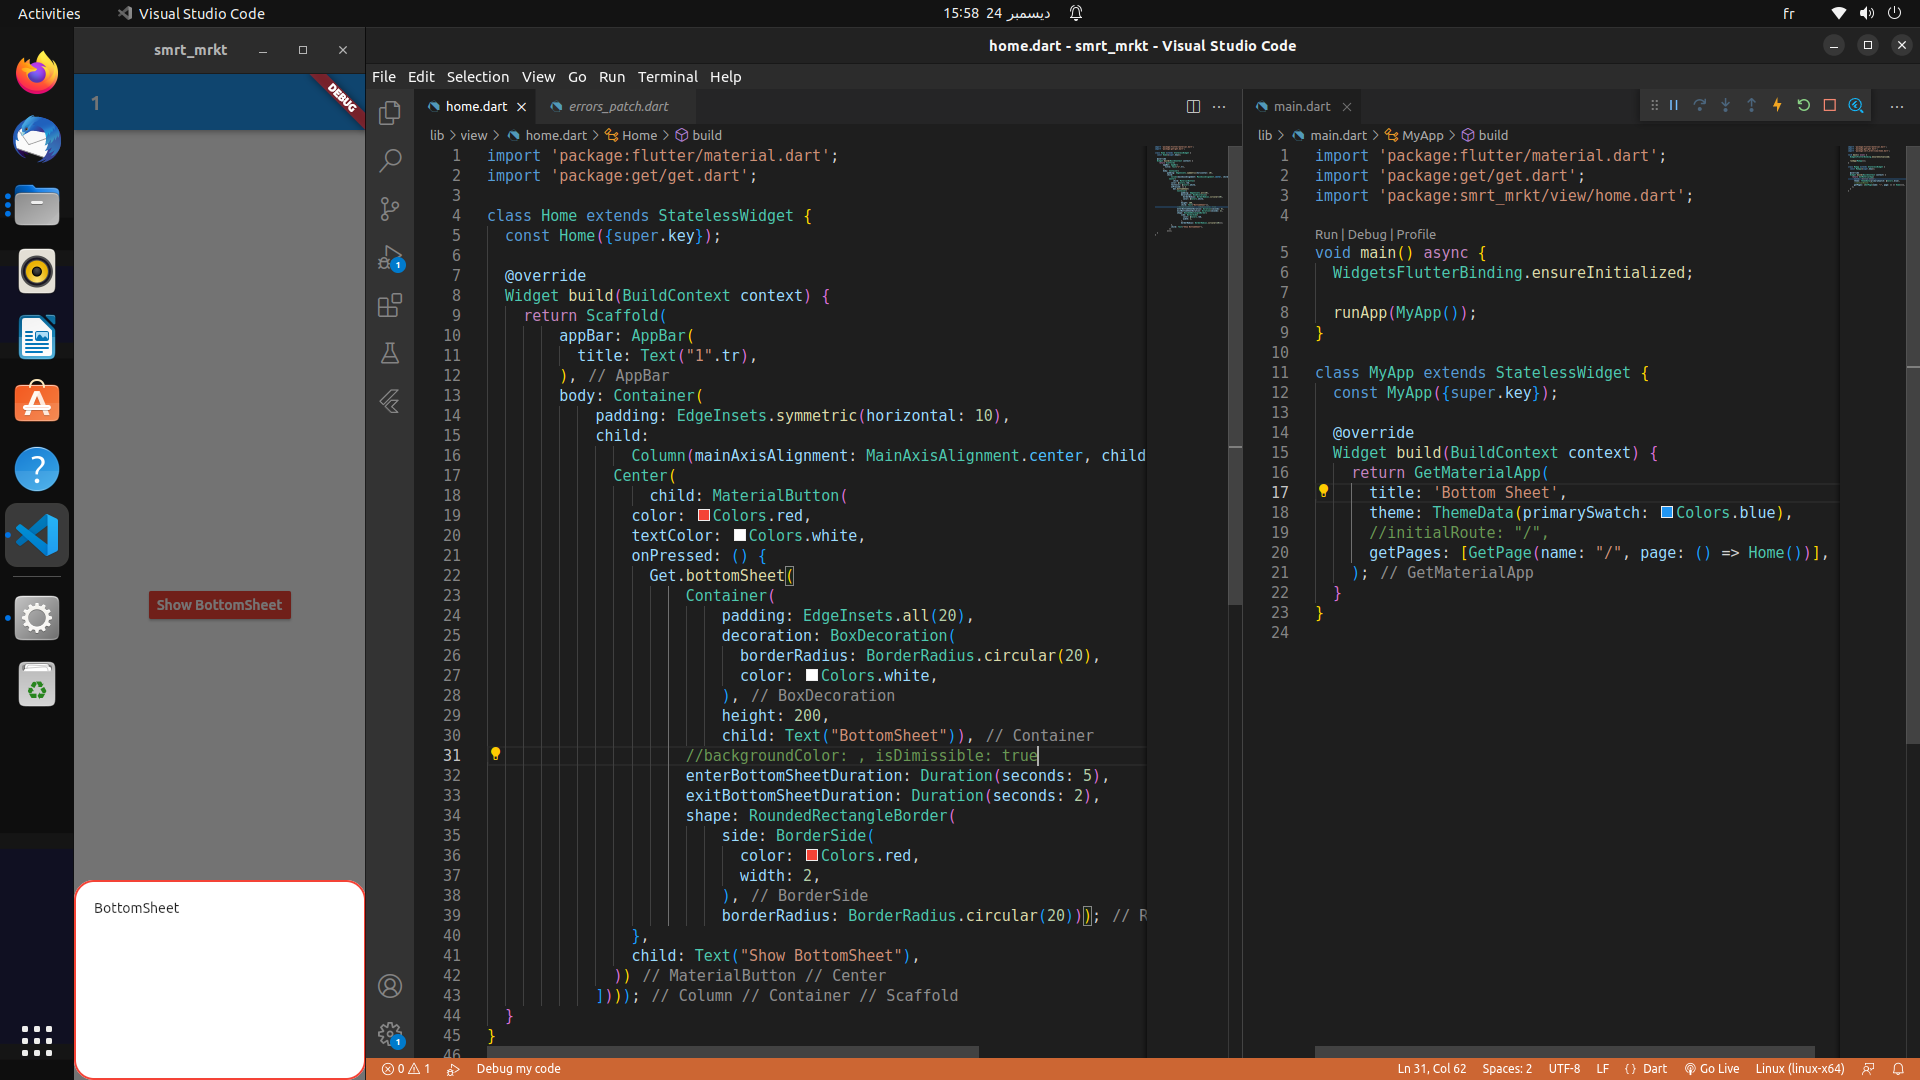 Activities
Visual Studio Code
15:58 24 ديسمبر
fr
smrt_mrkt
1
DEBUG
Show BottomSheet
BottomSheet
home.dart - smrt_mrkt - Visual Studio Code
File Edit Selection View Go Run Terminal Help
home.dart
errors_patch.dart
lib > view > home.dart > Home > build
1 import 'package:flutter/material.dart';
2 import 'package:get/get.dart';
3
4 class Home extends StatelessWidget {
5 const Home({super.key});
6
7 @override
8 Widget build(BuildContext context) {
9 return Scaffold(
10 appBar: AppBar(
11 title: Text("1".tr),
12 ), // AppBar
13 body: Container(
14 padding: EdgeInsets.symmetric(horizontal: 10),
15 child:
16 Column(mainAxisAlignment: MainAxisAlignment.center, child
17 Center(
18 child: MaterialButton(
19 color: Colors.red,
20 textColor: Colors.white,
21 onPressed: () {
22 Get.bottomSheet(
23 Container(
24 padding: EdgeInsets.all(20),
25 decoration: BoxDecoration(
26 borderRadius: BorderRadius.circular(20),
27 color: Colors.white,
28 ), // BoxDecoration
29 height: 200,
30 child: Text("BottomSheet")), // Container
31 //backgroundColor: , isDimissible: true
32 enterBottomSheetDuration: Duration(seconds: 5),
33 exitBottomSheetDuration: Duration(seconds: 2),
34 shape: RoundedRectangleBorder(
35 side: BorderSide(
36 color: Colors.red,
37 width: 2,
38 ), // BorderSide
39 borderRadius: BorderRadius.circular(20))); // R
40 },
41 child: Text("Show BottomSheet"),
42 )) // MaterialButton // Center
43 ]))); // Column // Container // Scaffold
44 }
45 }
46
main.dart
lib > main.dart > MyApp > build
1 import 'package:flutter/material.dart';
2 import 'package:get/get.dart';
3 import 'package:smrt_mrkt/view/home.dart';
4
Run | Debug | Profile
5 void main() async {
6 WidgetsFlutterBinding.ensureInitialized;
7
8 runApp(MyApp());
9 }
10
11 class MyApp extends StatelessWidget {
12 const MyApp({super.key});
13
14 @override
15 Widget build(BuildContext context) {
16 return GetMaterialApp(
17 title: 'Bottom Sheet',
18 theme: ThemeData(primarySwatch: Colors.blue),
19 //initialRoute: "/",
20 getPages: [GetPage(name: "/", page: () => Home())],
21 ); // GetMaterialApp
22 }
23 }
24
1
1
0 1 Debug my code
Ln 31, Col 62 Spaces: 2 UTF-8 LF {} Dart Go Live Linux (linux-x64)